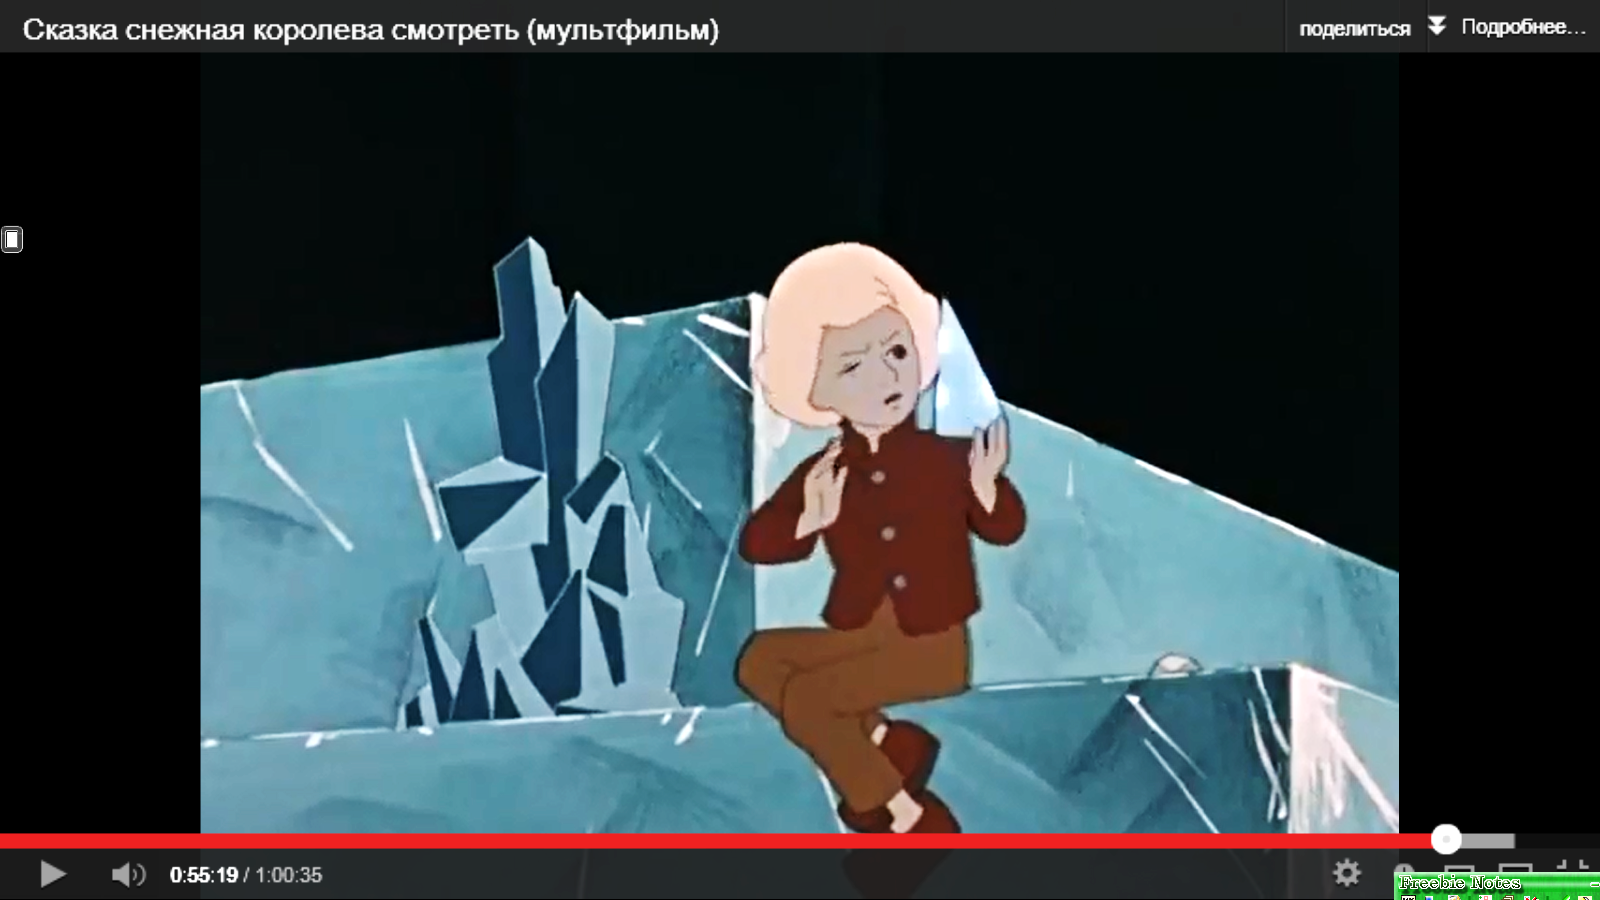 Сказка снежная королева смотреть (мультфильм)
поделиться
Подробнее...
0:55:19 / 1:00:35
Freebie Notes